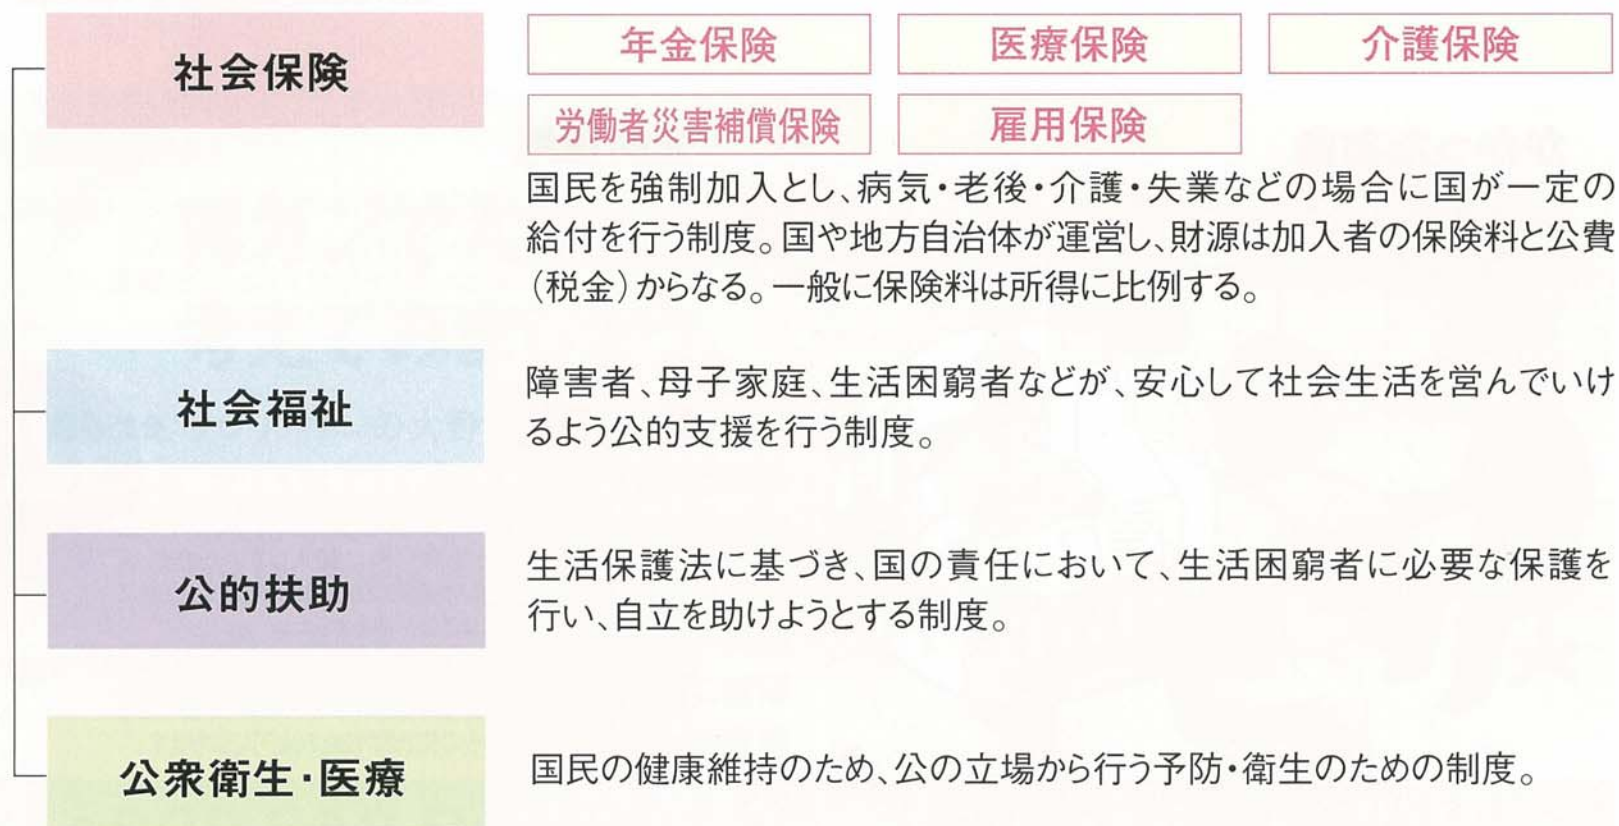 社会保険
年金保険
医療保険
介護保険
労働者災害補償保険
雇用保険
国民を強制加入とし、病気・老後・介護・失業などの場合に国が一定の
給付を行う制度。国や地方自治体が運営し、財源は加入者の保険料と公費
（税金）からなる。一般に保険料は所得に比例する。
社会福祉
障害者、母子家庭、生活困窮者などが、安心して社会生活を営んでいけ
るよう公的支援を行う制度。
公的扶助
生活保護法に基づき、国の責任において、生活困窮者に必要な保護を
行い、自立を助けようとする制度。
公衆衛生・医療
国民の健康維持のため、公の立場から行う予防・衛生のための制度。